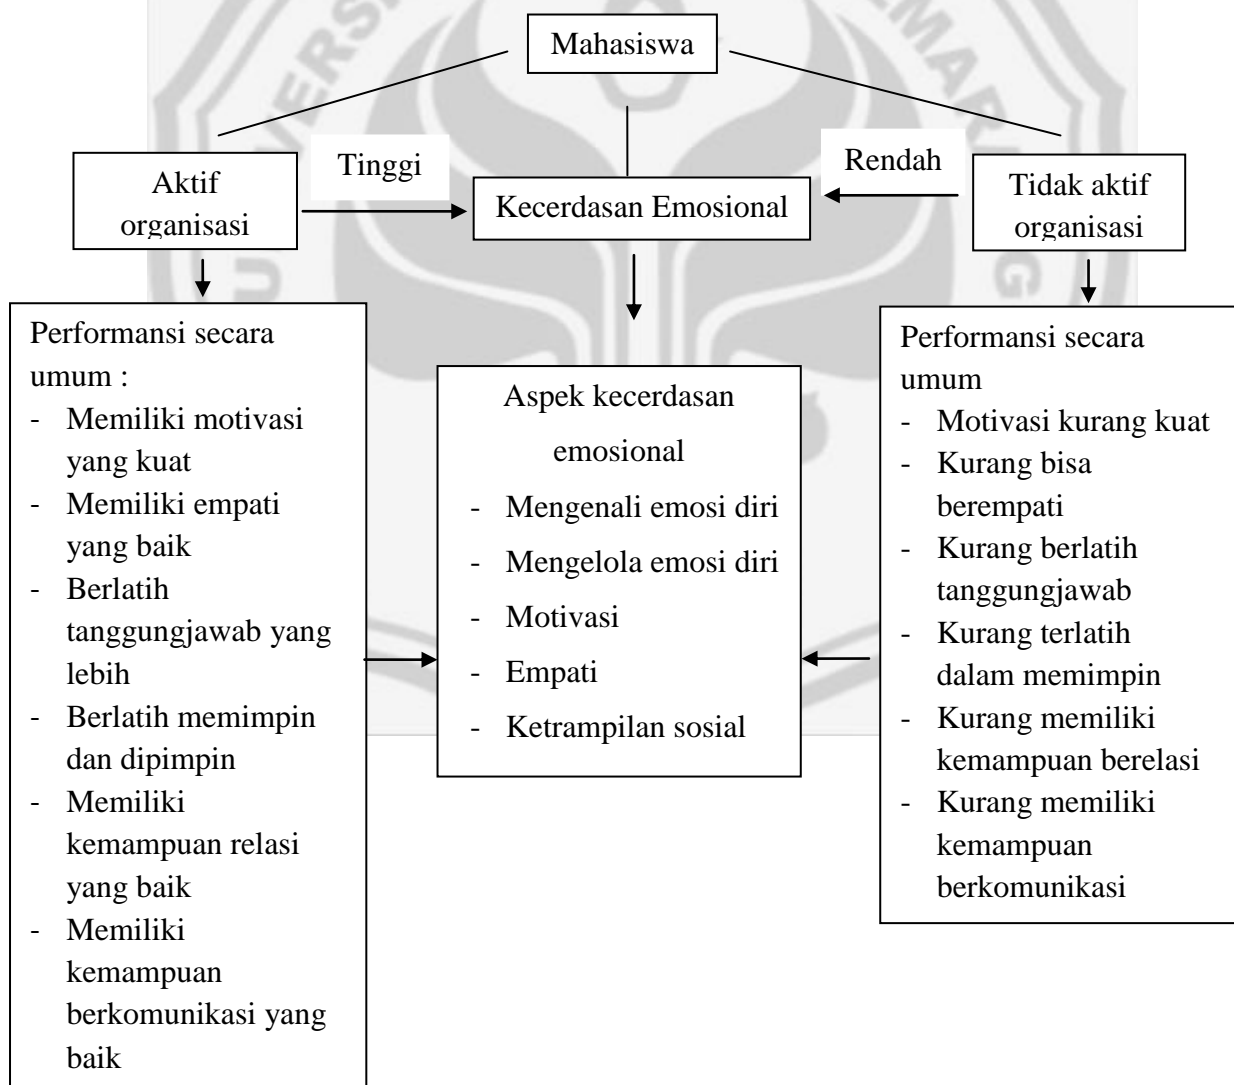 Mahasiswa
Aktif
organisasi
Tinggi
Kecerdasan Emosional
Rendah
Tidak aktif
organisasi
Performansi secara
umum :
- Memiliki motivasi
yang kuat
- Memiliki empati
yang baik
- Berlatih
tanggungjawab yang
lebih
- Berlatih memimpin
dan dipimpin
- Memiliki
kemampuan relasi
yang baik
- Memiliki
kemampuan
berkomunikasi yang
baik
Aspek kecerdasan
emosional
- Mengenali emosi diri
- Mengelola emosi diri
- Motivasi
- Empati
- Ketrampilan sosial
Performansi secara
umum
- Motivasi kurang kuat
- Kurang bisa
berempati
- Kurang berlatih
tanggungjawab
- Kurang terlatih
dalam memimpin
- Kurang memiliki
kemampuan berelasi
- Kurang memiliki
kemampuan
berkomunikasi